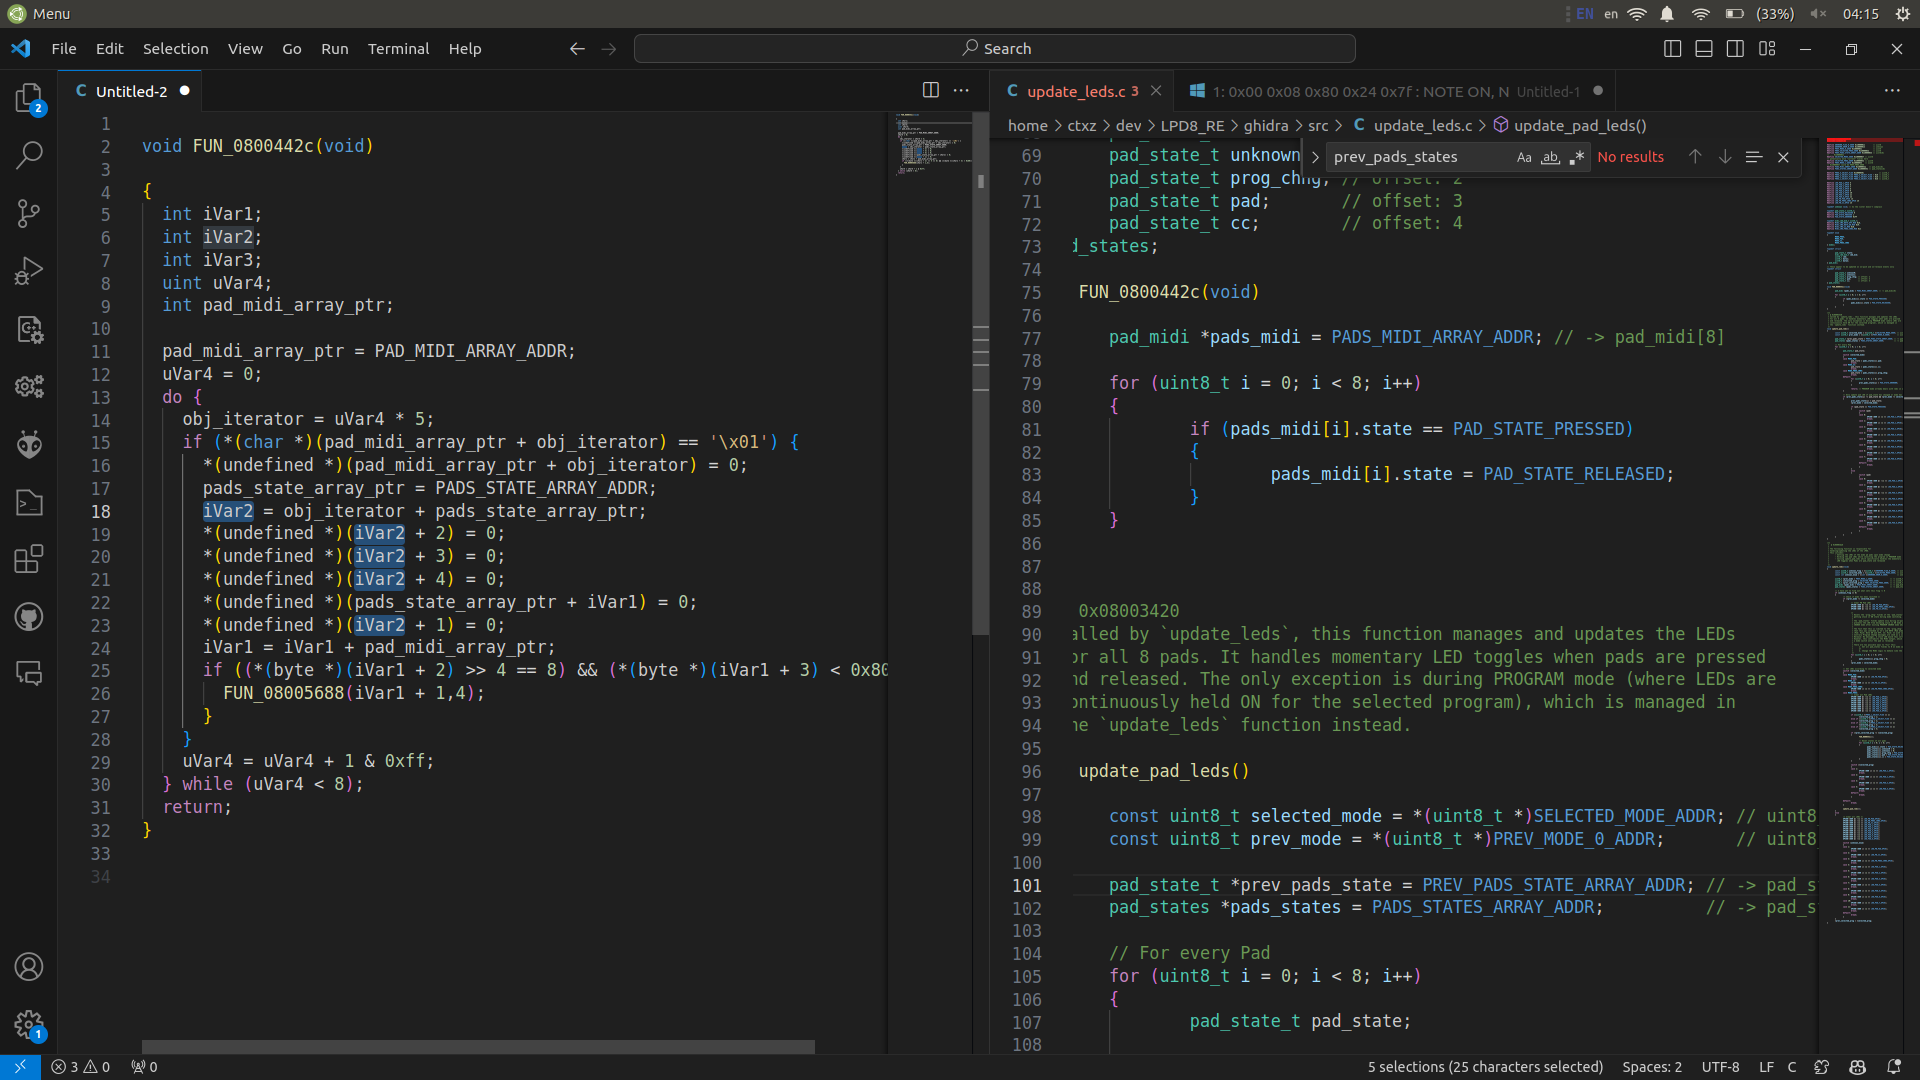 Menu
EN en (33%) 04:15
File Edit Selection View Go Run Terminal Help
Search
C Untitled-2
C update_leds.c 3
1: 0x00 0x08 0x80 0x24 0x7f : NOTE ON, N Untitled-1
home > ctxz > dev > LPD8_RE > ghidra > src > C update_leds.c > update_pad_leds()
prev_pads_states
Aa ab
No results
1
2 void FUN_0800442c(void)
3
4 {
5 int iVar1;
6 int iVar2;
7 int iVar3;
8 uint uVar4;
9 int pad_midi_array_ptr;
10
11 pad_midi_array_ptr = PAD_MIDI_ARRAY_ADDR;
12 uVar4 = 0;
13 do {
14 obj_iterator = uVar4 * 5;
15 if (*(char *)(pad_midi_array_ptr + obj_iterator) == '\x01') {
16 *(undefined *)(pad_midi_array_ptr + obj_iterator) = 0;
17 pads_state_array_ptr = PADS_STATE_ARRAY_ADDR;
18 iVar2 = obj_iterator + pads_state_array_ptr;
19 *(undefined *)(iVar2 + 2) = 0;
20 *(undefined *)(iVar2 + 3) = 0;
21 *(undefined *)(iVar2 + 4) = 0;
22 *(undefined *)(pads_state_array_ptr + iVar1) = 0;
23 *(undefined *)(iVar2 + 1) = 0;
24 iVar1 = iVar1 + pad_midi_array_ptr;
25 if ((*(byte *)(iVar1 + 2) >> 4 == 8) && (*(byte *)(iVar1 + 3) < 0x80
26 FUN_08005688(iVar1 + 1,4);
27 }
28 }
29 uVar4 = uVar4 + 1 & 0xff;
30 } while (uVar4 < 8);
31 return;
32 }
33
34
69 pad_state_t unknown
70 pad_state_t prog_chng; // offset: 2
71 pad_state_t pad; // offset: 3
72 pad_state_t cc; // offset: 4
73 d_states;
74
75 FUN_0800442c(void)
76
77 pad_midi *pads_midi = PADS_MIDI_ARRAY_ADDR; // -> pad_midi[8]
78
79 for (uint8_t i = 0; i < 8; i++)
80 {
81 if (pads_midi[i].state == PAD_STATE_PRESSED)
82 {
83 pads_midi[i].state = PAD_STATE_RELEASED;
84 }
85 }
86
87
88
89 0x08003420
90 alled by `update_leds`, this function manages and updates the LEDs
91 or all 8 pads. It handles momentary LED toggles when pads are pressed
92 nd released. The only exception is during PROGRAM mode (where LEDs are
93 ontinuously held ON for the selected program), which is managed in
94 he `update_leds` function instead.
95
96 update_pad_leds()
97
98 const uint8_t selected_mode = *(uint8_t *)SELECTED_MODE_ADDR; // uint8
99 const uint8_t prev_mode = *(uint8_t *)PREV_MODE_0_ADDR; // uint8
100
101 pad_state_t *prev_pads_state = PREV_PADS_STATE_ARRAY_ADDR; // -> pad_s
102 pad_states *pads_states = PADS_STATES_ARRAY_ADDR; // -> pad_s
103
104 // For every Pad
105 for (uint8_t i = 0; i < 8; i++)
106 {
107 pad_state_t pad_state;
108
2
1
3 0 0
5 selections (25 characters selected) Spaces: 2 UTF-8 LF C